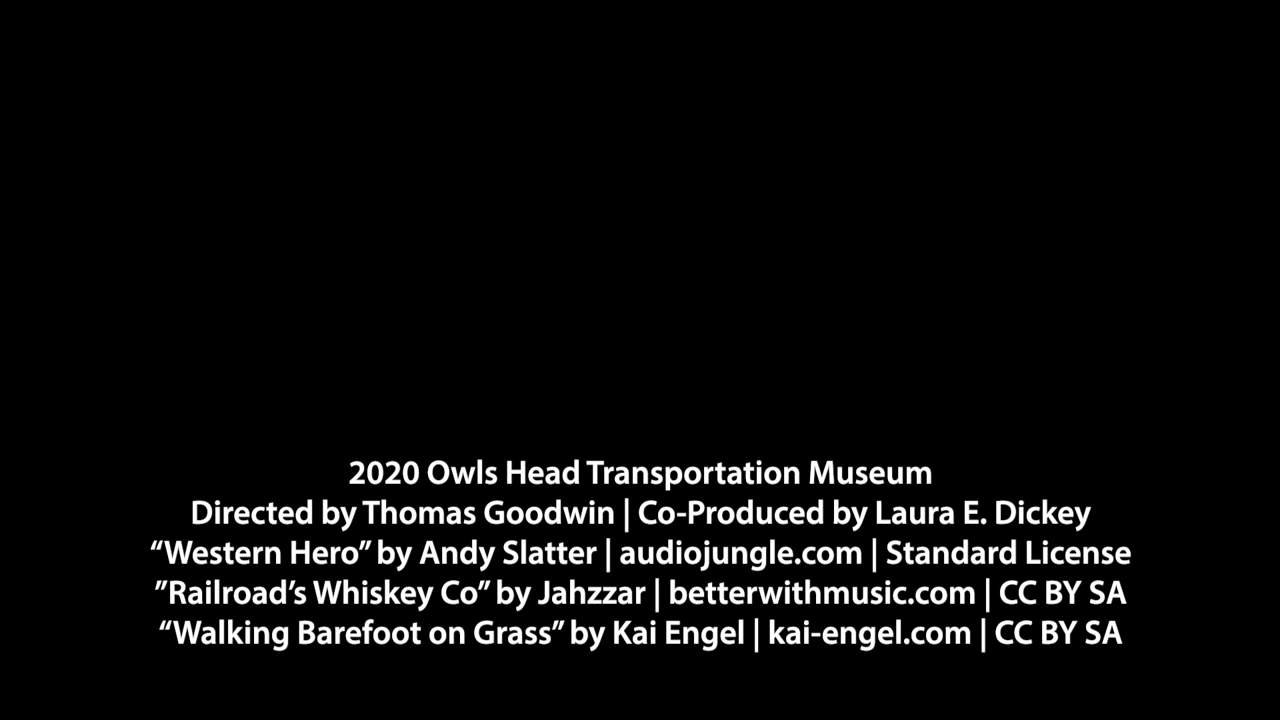 2020 Owls Head Transportation Museum
Directed by Thomas Goodwin | Co-Produced by Laura E. Dickey
“Western Hero” by Andy Slatter | audiojungle.com | Standard License
”Railroad’s Whiskey Co” by Jahzzar | betterwithmusic.com | CC BY SA
“Walking Barefoot on Grass” by Kai Engel | kai-engel.com | CC BY SA